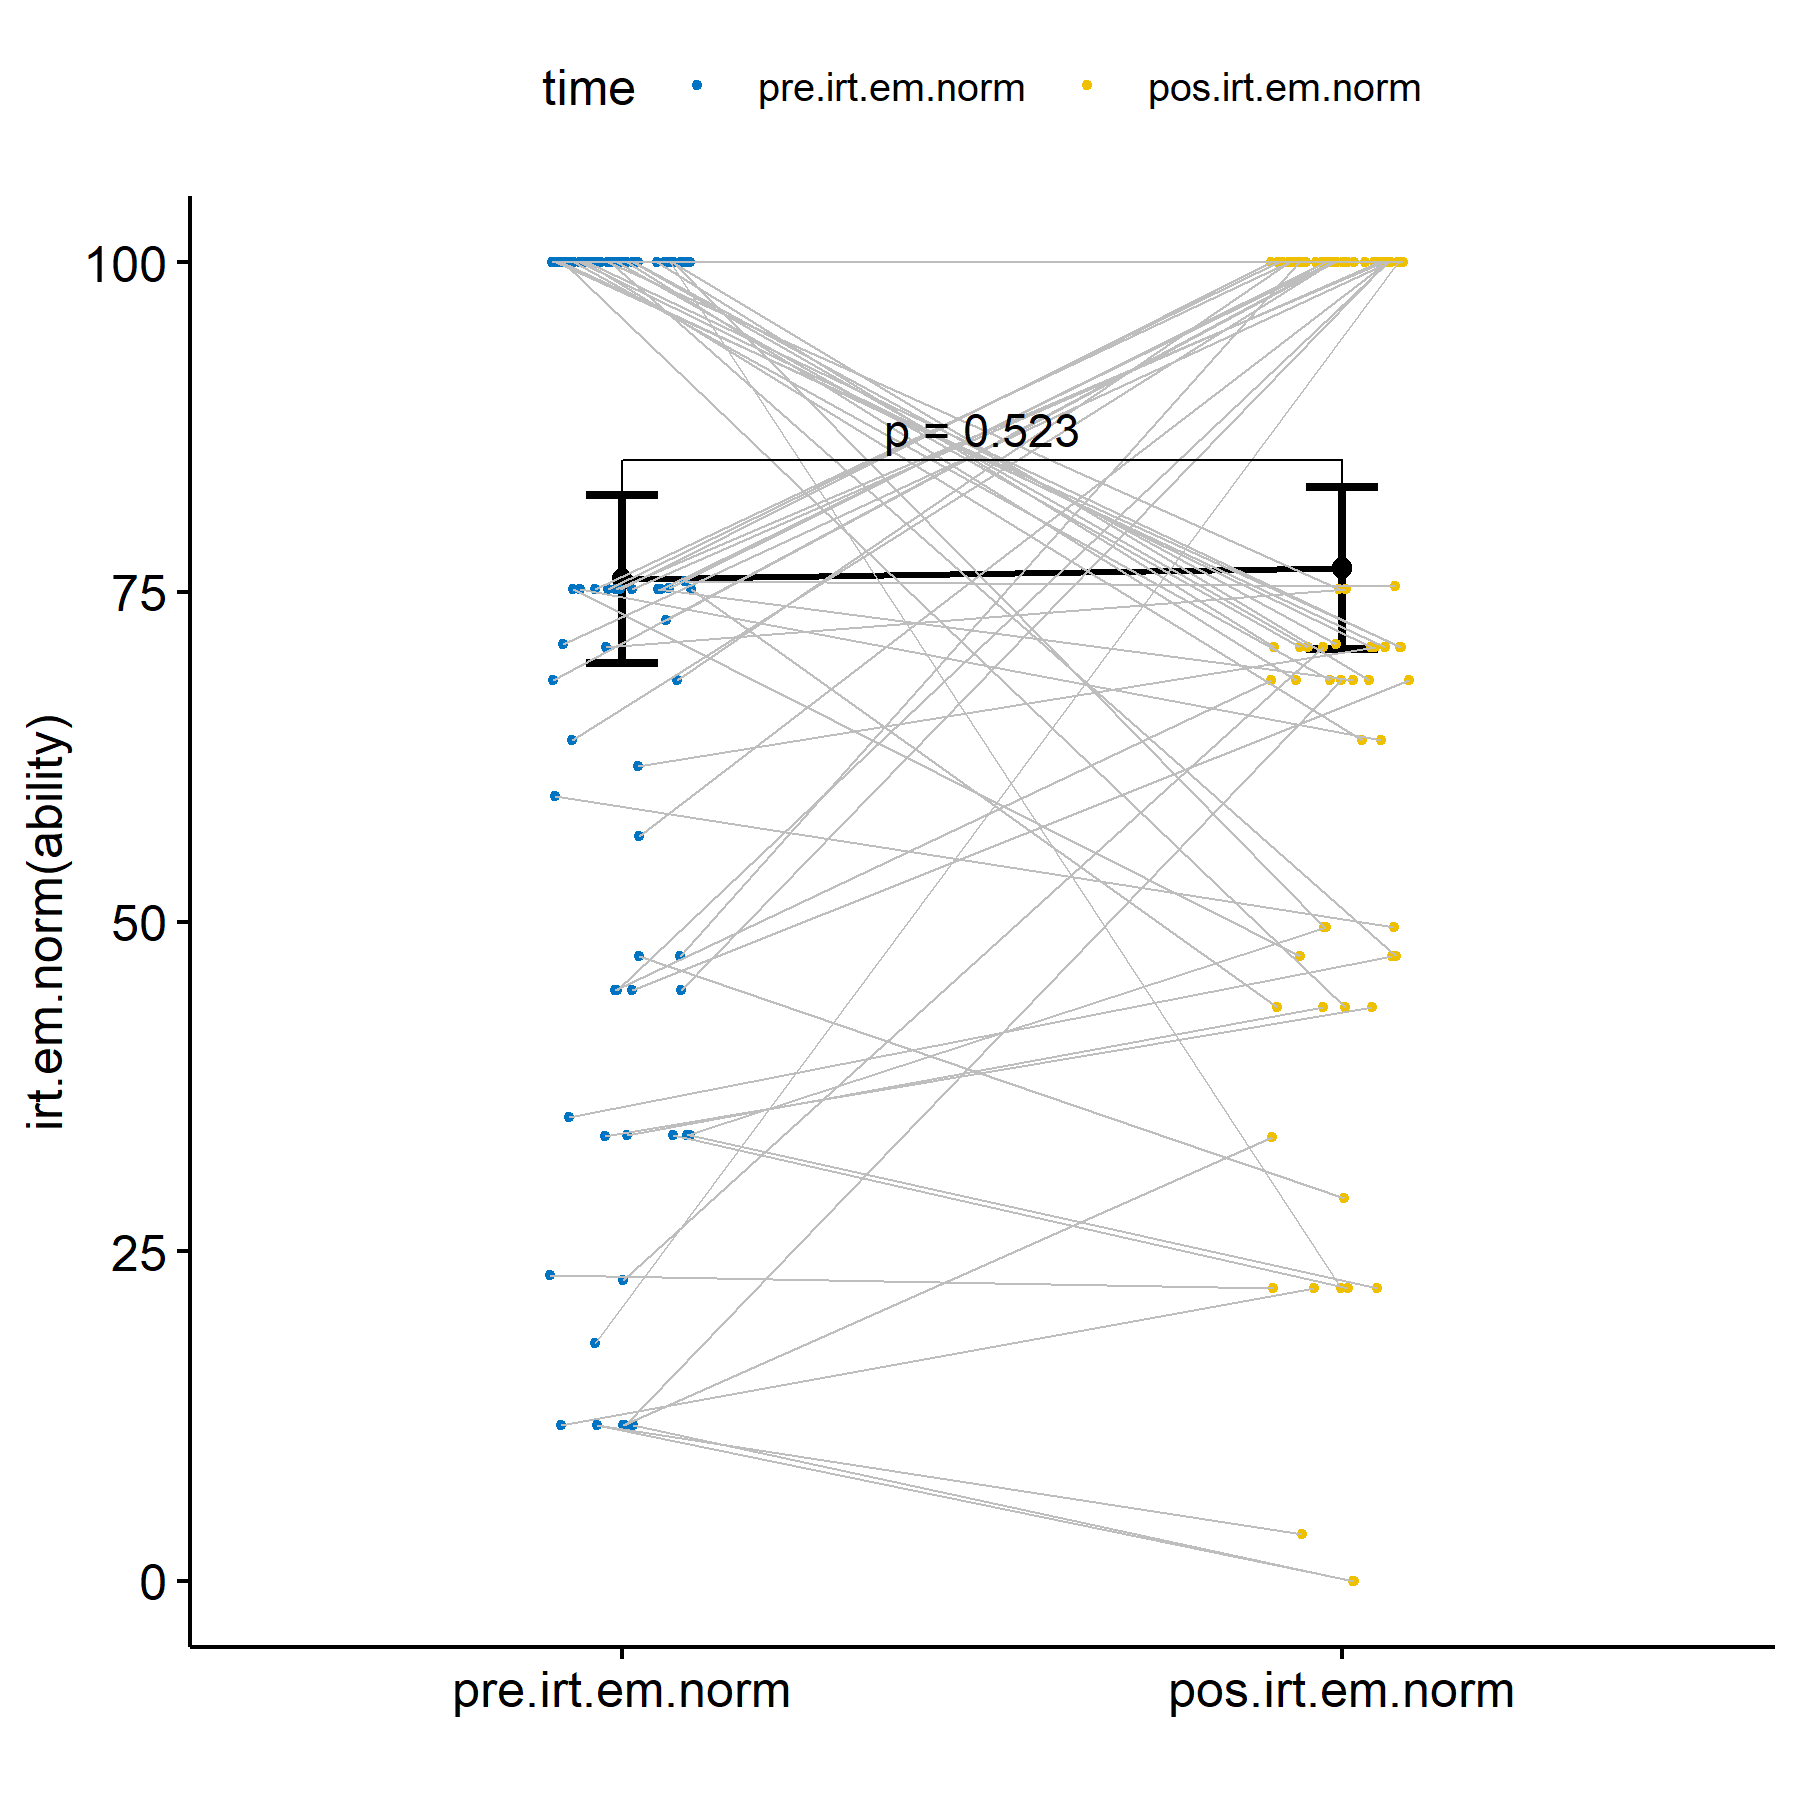 time pre.irt.em.norm pos.irt.em.norm
100
p = 0.523
75
50
25
0
irt.em.norm(ability)
pre.irt.em.norm pos.irt.em.norm